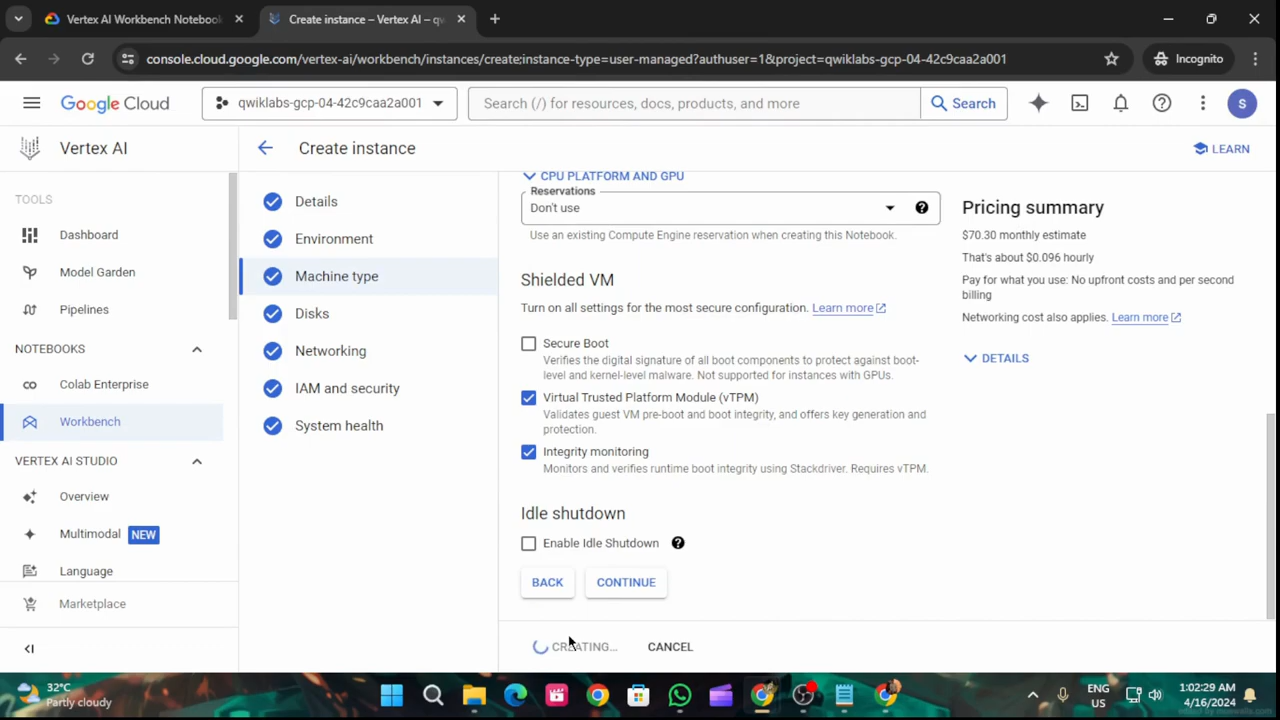 Vertex AI Workbench Notebook
Create instance – Vertex AI – qw
console.cloud.google.com/vertex-ai/workbench/instances/create;instance-type=user-managed?authuser=1&project=qwiklabs-gcp-04-42c9caa2a001
Incognito
Google Cloud
qwiklabs-gcp-04-42c9caa2a001
Search (/) for resources, docs, products, and more
Search
S
Vertex AI
Create instance
LEARN
TOOLS
Dashboard
Model Garden
Pipelines
NOTEBOOKS
Colab Enterprise
Workbench
VERTEX AI STUDIO
Overview
Multimodal NEW
Language
Marketplace
Details
Environment
Machine type
Disks
Networking
IAM and security
System health
CPU PLATFORM AND GPU
Reservations
Don't use
Use an existing Compute Engine reservation when creating this Notebook.
Shielded VM
Turn on all settings for the most secure configuration. Learn more
Secure Boot
Verifies the digital signature of all boot components to protect against boot-
level and kernel-level malware. Not supported for instances with GPUs.
Virtual Trusted Platform Module (vTPM)
Validates guest VM pre-boot and boot integrity, and offers key generation and
protection.
Integrity monitoring
Monitors and verifies runtime boot integrity using Stackdriver. Requires vTPM.
Idle shutdown
Enable Idle Shutdown
BACK
CONTINUE
CREATING...
CANCEL
Pricing summary
$70.30 monthly estimate
That's about $0.096 hourly
Pay for what you use: No upfront costs and per second
billing
Networking cost also applies. Learn more
DETAILS
32°C
Partly cloudy
ENG
US
1:02:29 AM
4/16/2024